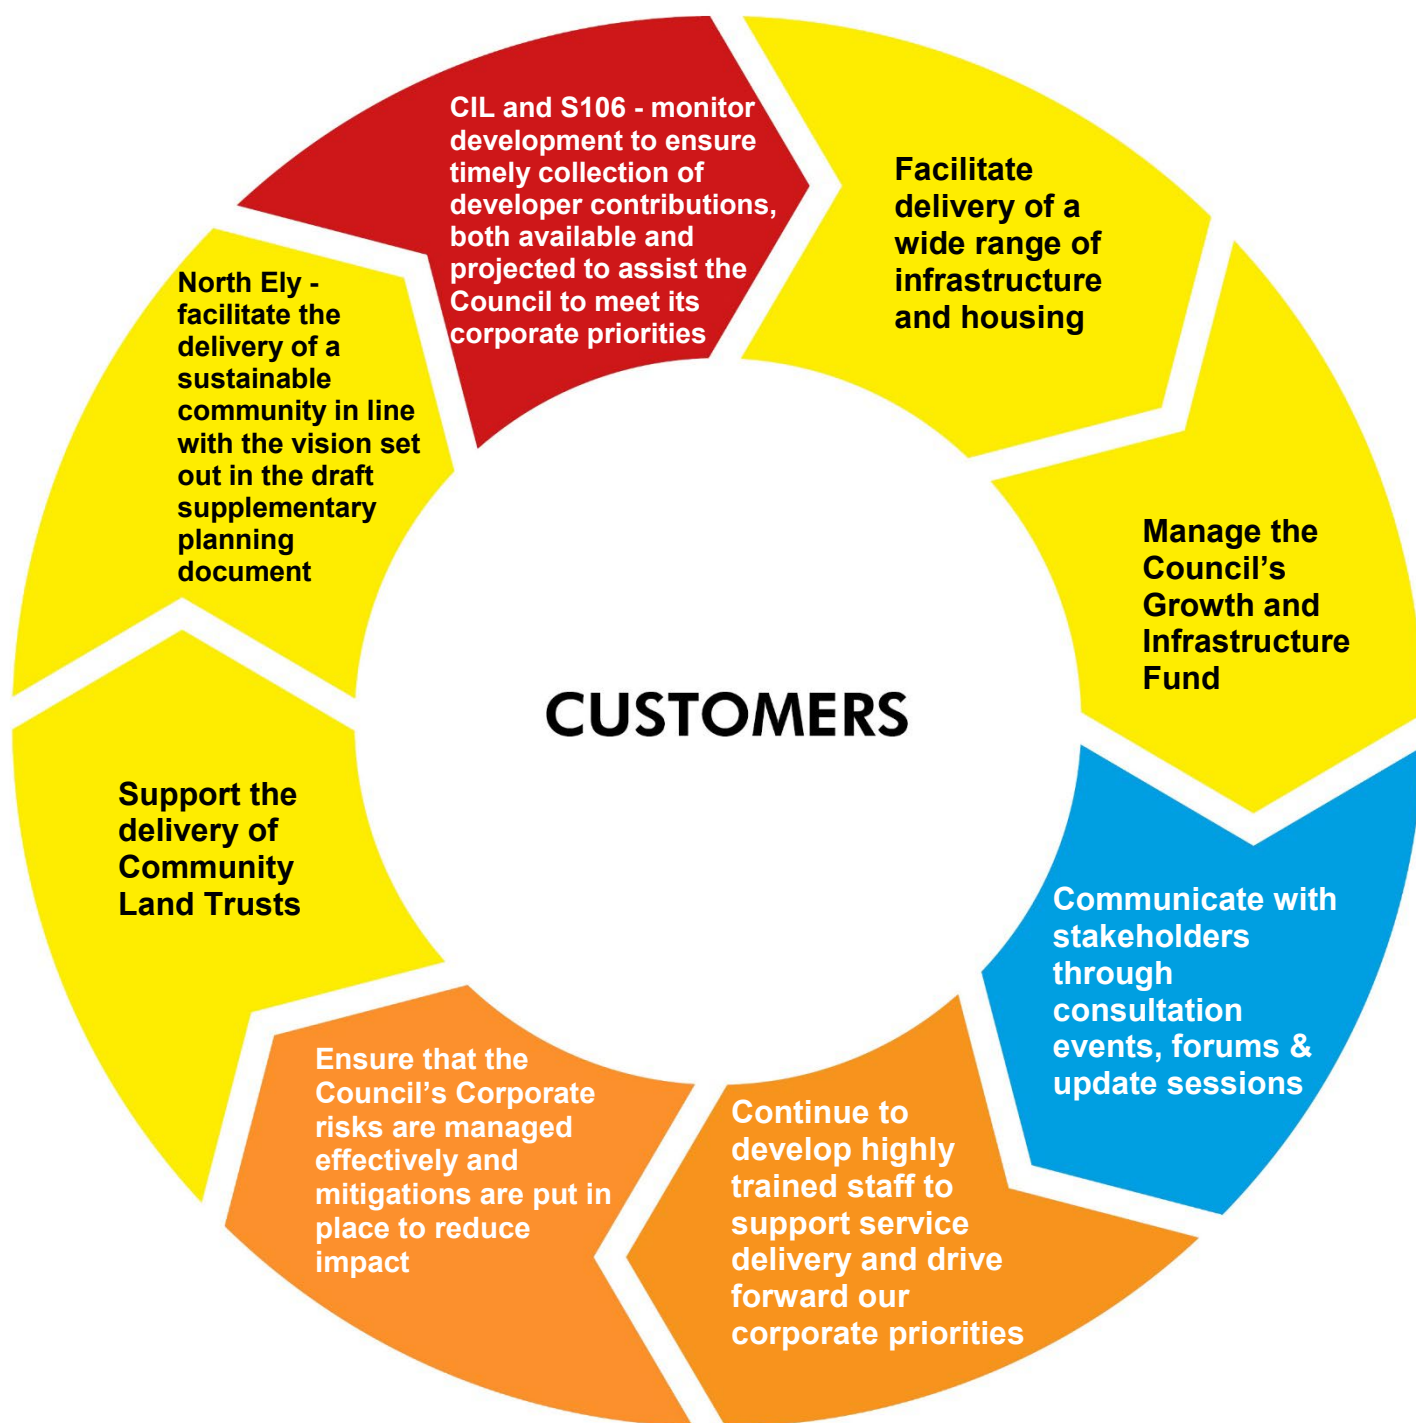 CIL and S106 - monitor
development to ensure
timely collection of
developer contributions,
both available and
projected to assist the
Council to meet its
corporate priorities
Facilitate
delivery of a
wide range of
infrastructure
and housing
Manage the
Council’s
Growth and
Infrastructure
Fund
Communicate with
stakeholders
through
consultation
events, forums &
update sessions
Continue to
develop highly
trained staff to
support service
delivery and drive
forward our
corporate priorities
Ensure that the
Council’s Corporate
risks are managed
effectively and
mitigations are put in
place to reduce
impact
Support the
delivery of
Community
Land Trusts
North Ely -
facilitate the
delivery of a
sustainable
community in line
with the vision set
out in the draft
supplementary
planning
document
CUSTOMERS